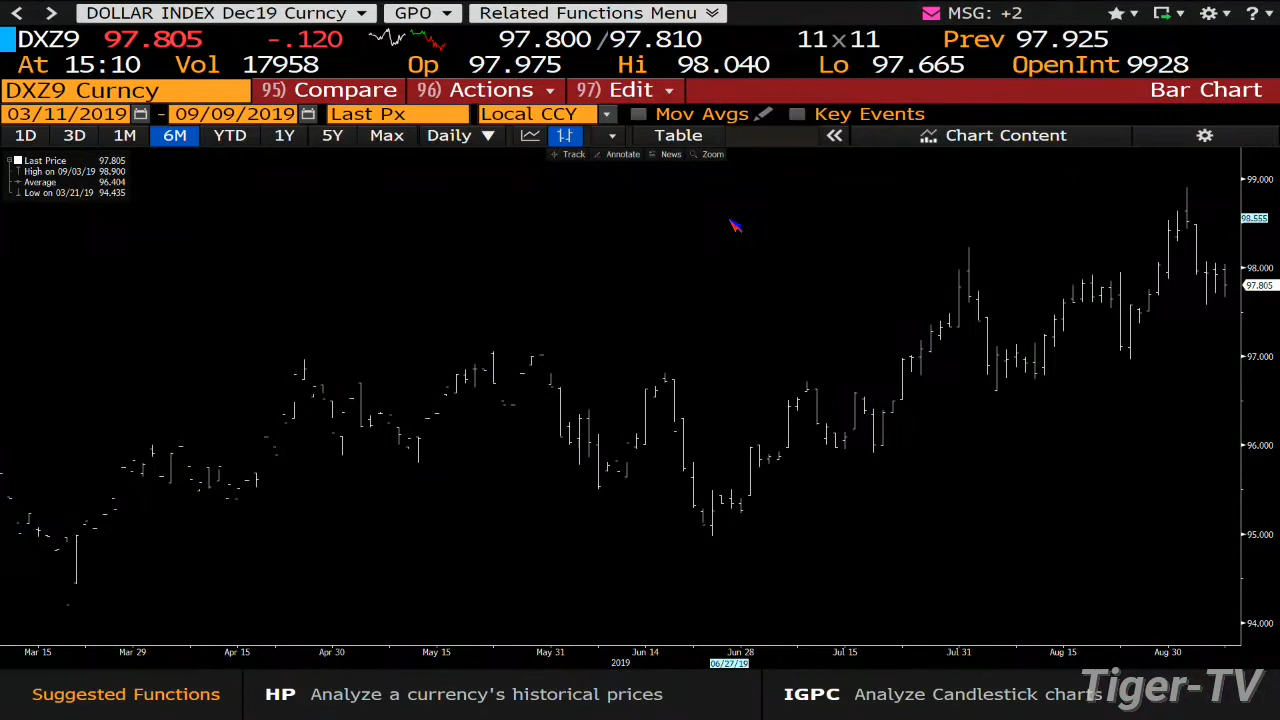 DOLLAR INDEX Dec19 Curncy GPO Related Functions Menu MSG: +2 ?
DXZ9 97.805 -.120 97.800/97.810 11x11 Prev 97.925
At 15:10 Vol 17958 Op 97.975 Hi 98.040 Lo 97.665 OpenInt 9928
DXZ9 Curncy 95) Compare 96) Actions 97) Edit Bar Chart
03/11/2019 - 09/09/2019 Last Px Local CCY Mov Avgs Key Events
1D 3D 1M 6M YTD 1Y 5Y Max Daily Table Chart Content
Track Annotate News Zoom
Last Price 97.805
High on 09/03/19 98.900
Average 96.404
Low on 03/21/19 94.435
99.000
98.555
98.000
97.805
97.000
96.000
95.000
94.000
Mar 15 Mar 29 Apr 15 Apr 30 May 15 May 31 Jun 14 Jun 28 Jul 15 Jul 31 Aug 15 Aug 30
2019 06/27/19
Suggested Functions HP Analyze a currency's historical prices IGPC Analyze Candlestick charts
Tiger-TV